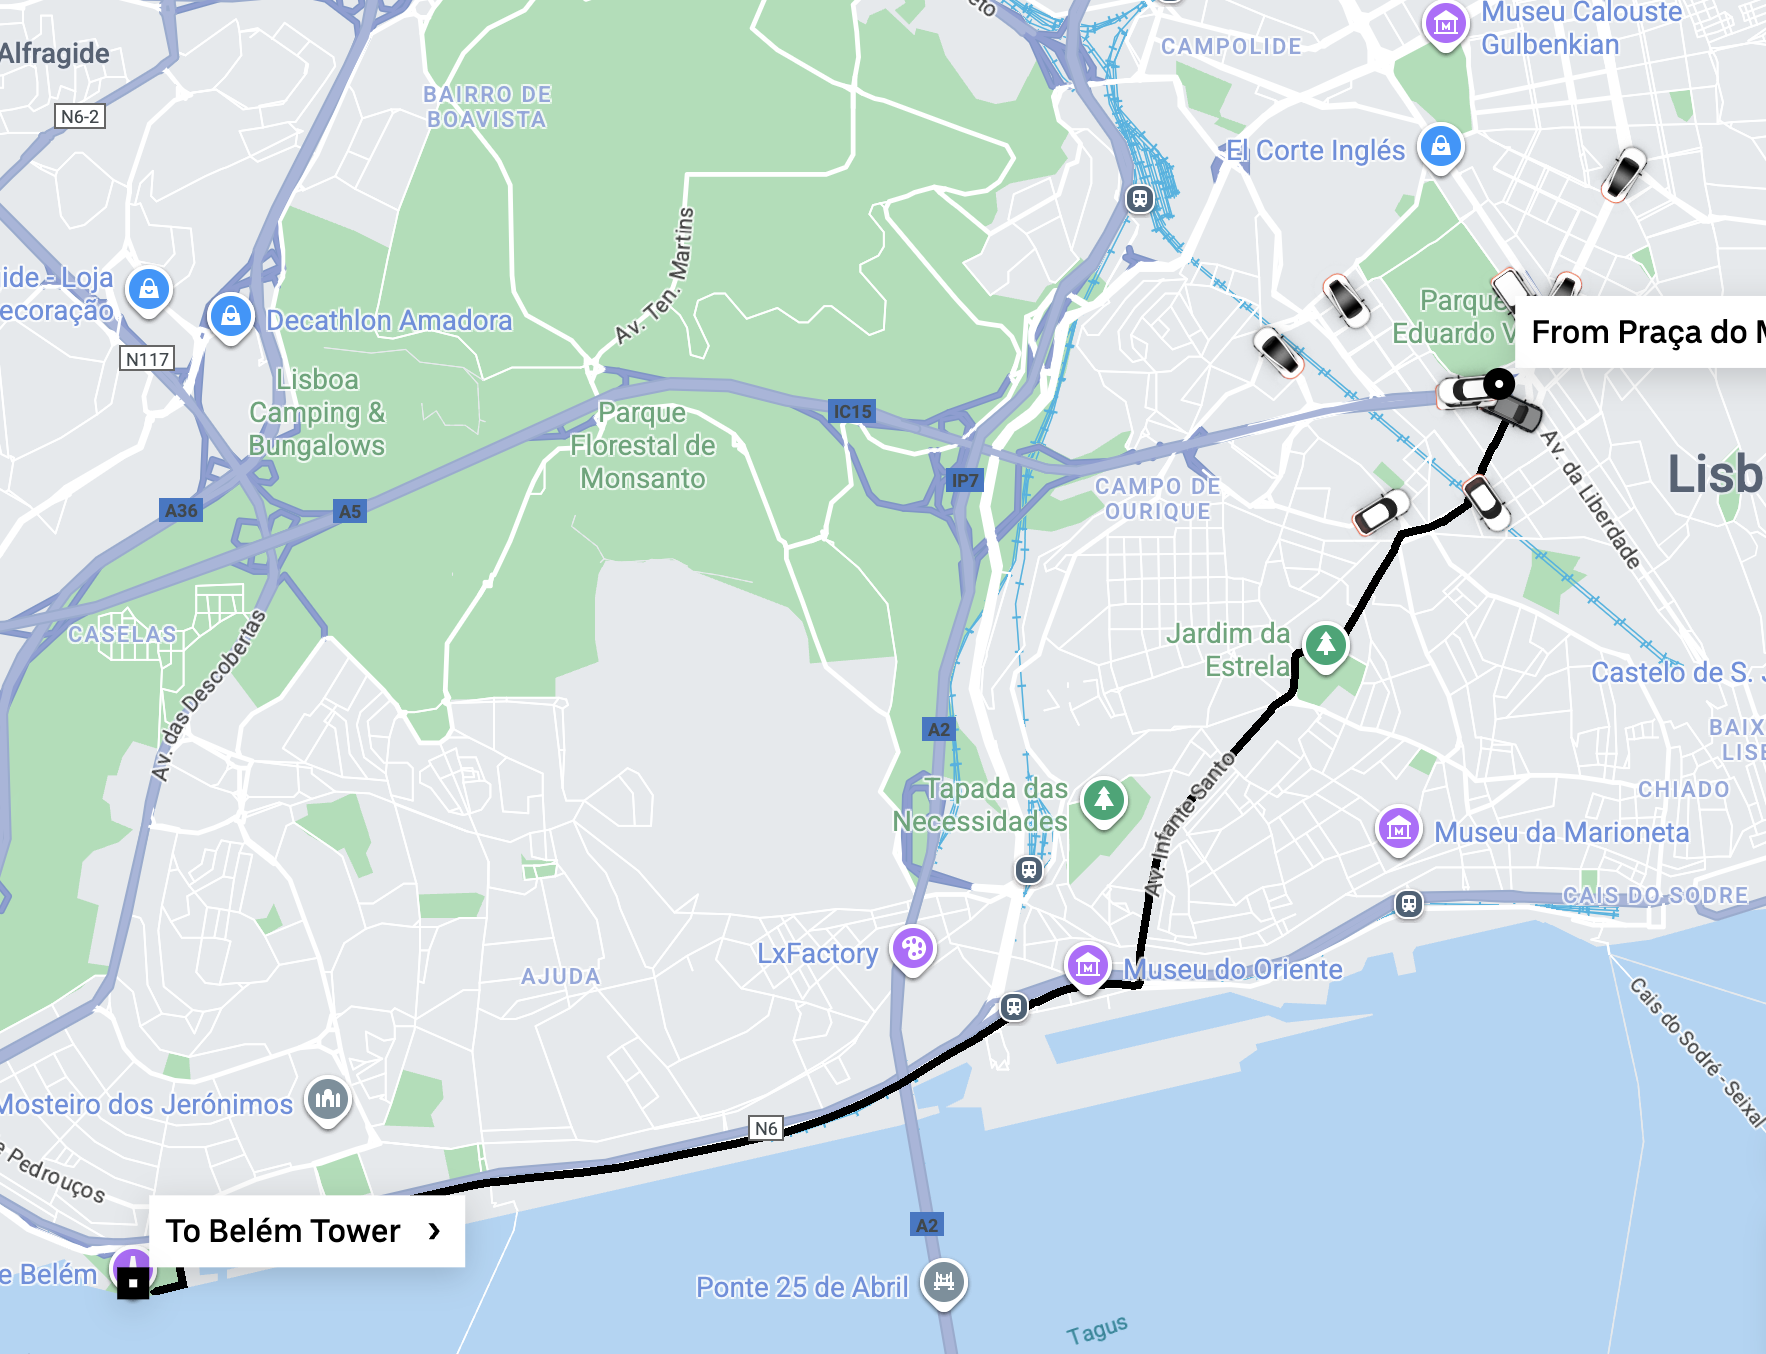 eto
Museu Calouste
Gulbenkian
Alfragide
CAMPOLIDE
N6-2
BAIRRO DE
BOAVISTA
El Corte Inglés
Av. Ten. Martins
ide - Loja
ecoração
Decathlon Amadora
Parque
Eduardo V
From Praça do M
N117
Lisboa
Camping &
Bungalows
Parque
Florestal de
Monsanto
IC15
IP7
CAMPO DE
OURIQUE
Av. da Liberdade
Lisb
A36
A5
CASELAS
Av. das Descobertas
Jardim da
Estrela
Castelo de S. J
A2
BAIX
LISE
Tapada das
Necessidades
Av. Infante Santo
CHIADO
Museu da Marioneta
CAIS DO SODRE
LxFactory
AJUDA
Museu do Oriente
Cais do Sodré - Seixal
Mosteiro dos Jerónimos
N6
e Pedrouços
To Belém Tower ›
e Belém
A2
Ponte 25 de Abril
Tagus